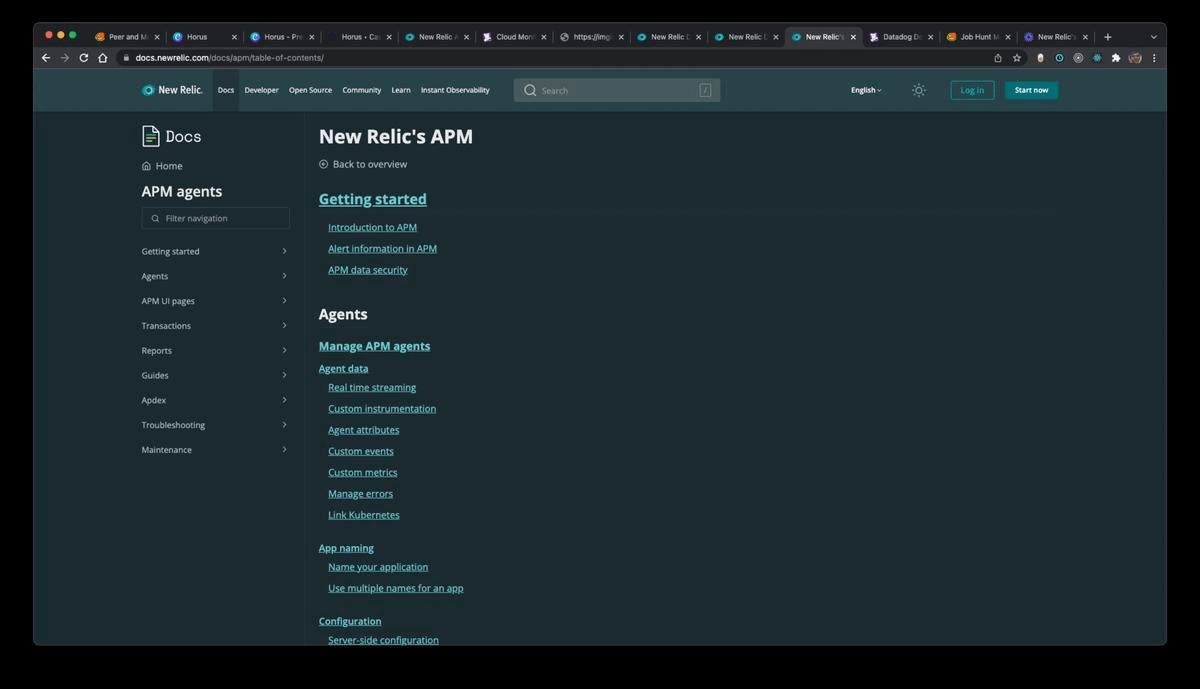 Peer and M
Horus
Horus - Pre
Horus • Cas
New Relic A
Cloud Moni
https://img
New Relic D
New Relic D
New Relic's
Datadog De
Job Hunt M
New Relic's
docs.newrelic.com/docs/apm/table-of-contents/
New Relic. Docs Developer Open Source Community Learn Instant Observability Search / English Log in Start now
Docs
Home
APM agents
Filter navigation
Getting started
Agents
APM UI pages
Transactions
Reports
Guides
Apdex
Troubleshooting
Maintenance
New Relic's APM
Back to overview
Getting started
Introduction to APM
Alert information in APM
APM data security
Agents
Manage APM agents
Agent data
Real time streaming
Custom instrumentation
Agent attributes
Custom events
Custom metrics
Manage errors
Link Kubernetes
App naming
Name your application
Use multiple names for an app
Configuration
Server-side configuration